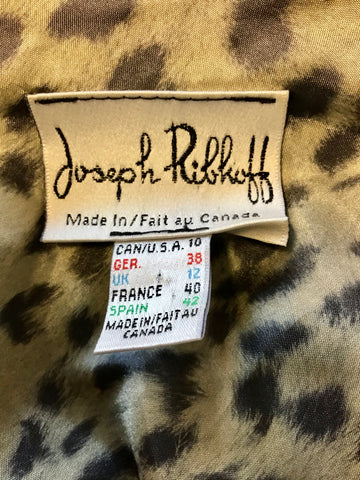 Joseph Ribkoff
Made In/Fait au Canada
CAN/U.S.A. 10
GER. 38
UK 12
FRANCE 40
SPAIN 42
MADE IN/FAIT AU
CANADA